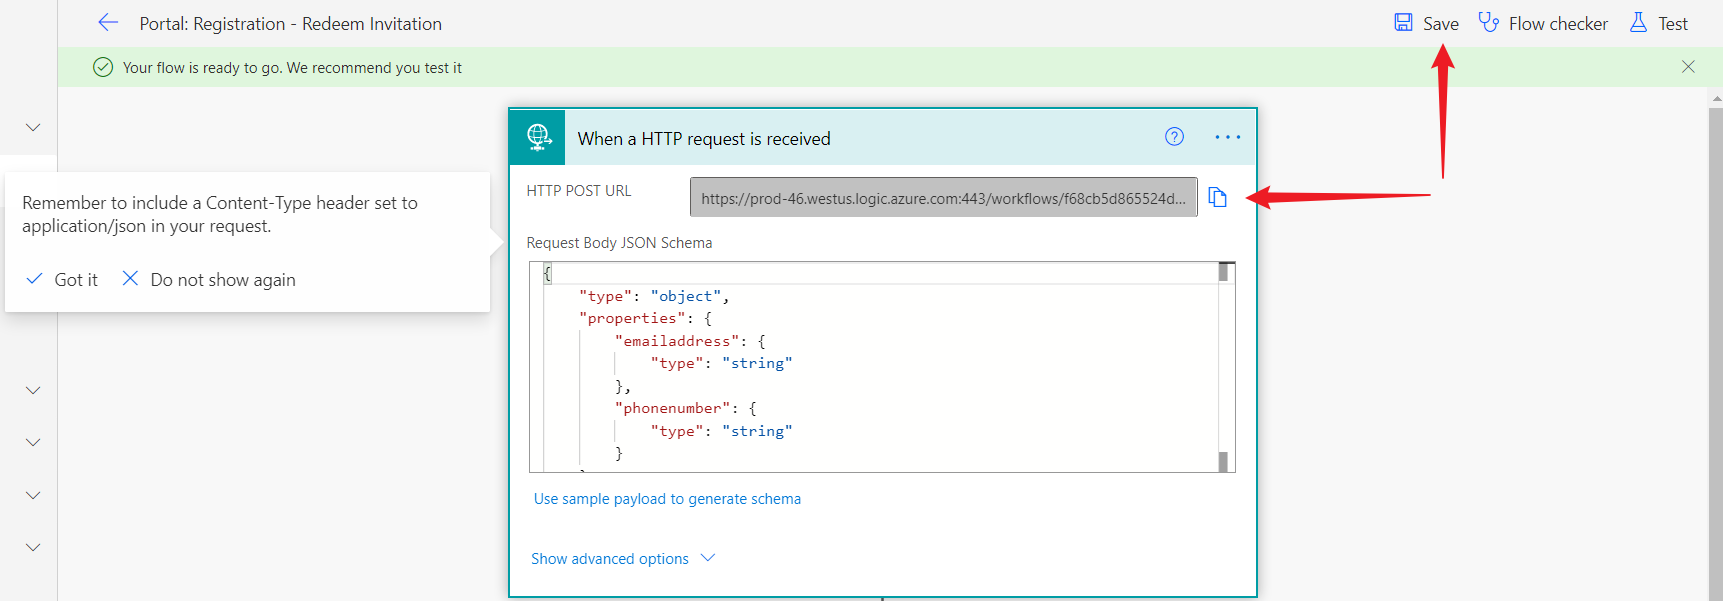 Portal: Registration - Redeem Invitation
Save
Flow checker
Test
Your flow is ready to go. We recommend you test it
When a HTTP request is received
Remember to include a Content-Type header set to
application/json in your request.
Got it
Do not show again
HTTP POST URL
https://prod-46.westus.logic.azure.com:443/workflows/f68cb5d865524d...
Request Body JSON Schema
{
"type": "object",
"properties": {
"emailaddress": {
"type": "string"
},
"phonenumber": {
"type": "string"
}
Use sample payload to generate schema
Show advanced options